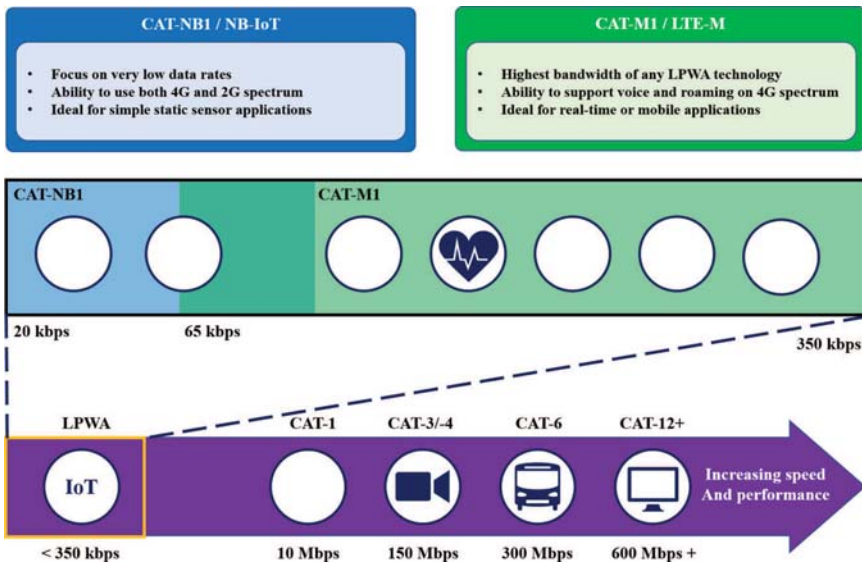 CAT-NB1 / NB-IoT
• Focus on very low data rates
• Ability to use both 4G and 2G spectrum
• Ideal for simple static sensor applications
CAT-M1 / LTE-M
• Highest bandwidth of any LPWA technology
• Ability to support voice and roaming on 4G spectrum
• Ideal for real-time or mobile applications
CAT-NB1
CAT-M1
20 kbps
65 kbps
350 kbps
LPWA
CAT-1
CAT-3/-4
CAT-6
CAT-12+
IoT
Increasing speed
And performance
< 350 kbps
10 Mbps
150 Mbps
300 Mbps
600 Mbps +